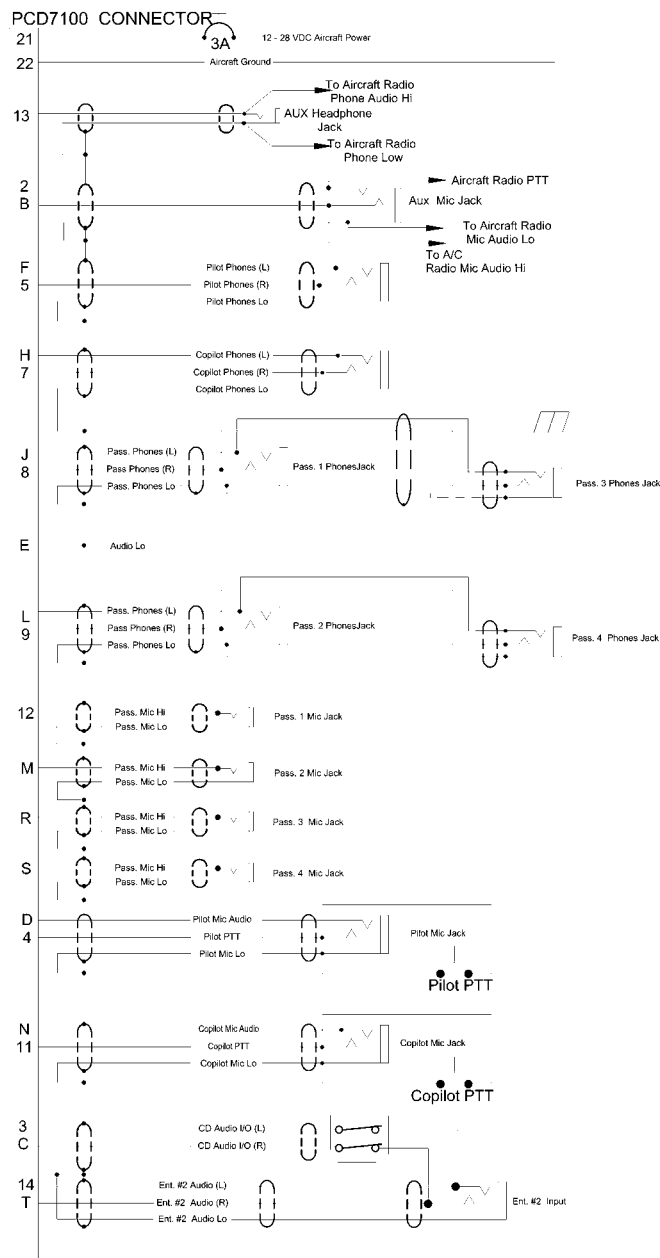 PCD7100 CONNECTOR
21
3A
12 - 28 VDC Aircraft Power
22
Aircraft Ground
To Aircraft Radio
Phone Audio Hi
13
AUX Headphone
Jack
To Aircraft Radio
Phone Low
2
Aircraft Radio PTT
B
Aux Mic Jack
To Aircraft Radio
Mic Audio Lo
To A/C
Radio Mic Audio Hi
F
Pilot Phones (L)
5
Pilot Phones (R)
Pilot Phones Lo
H
Copilot Phones (L)
7
Copilot Phones (R)
Copilot Phones Lo
J
Pass. Phones (L)
8
Pass Phones (R)
Pass. 1 PhonesJack
Pass. Phones Lo
Pass. 3 Phones Jack
E
Audio Lo
L
Pass. Phones (L)
9
Pass Phones (R)
Pass. 2 PhonesJack
Pass. Phones Lo
Pass. 4 Phones Jack
12
Pass. Mic Hi
Pass. 1 Mic Jack
Pass. Mic Lo
M
Pass. Mic Hi
Pass. 2 Mic Jack
Pass. Mic Lo
R
Pass. Mic Hi
Pass. 3 Mic Jack
Pass. Mic Lo
S
Pass. Mic Hi
Pass. 4 Mic Jack
Pass. Mic Lo
D
Pilot Mic Audio
4
Pilot PTT
Pilot Mic Jack
Pilot Mic Lo
Pilot PTT
N
Copilot Mic Audio
11
Copilot PTT
Copilot Mic Jack
Copilot Mic Lo
Copilot PTT
3
CD Audio I/O (L)
C
CD Audio I/O (R)
14
Ent. #2 Audio (L)
T
Ent. #2 Audio (R)
Ent. #2 Input
Ent. #2 Audio Lo